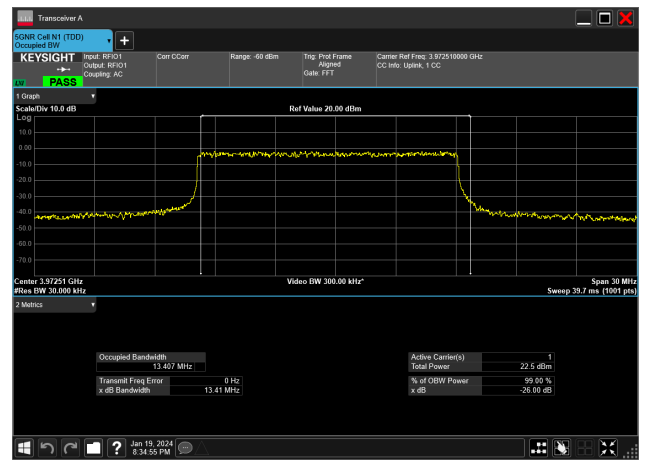 Transceiver A
5GNR Cell N1 (TDD)
Occupied BW
KEYSIGHT
LXI
PASS
Input: RFIO1
Output: RFIO1
Coupling: AC
Corr CCorr
Range: -60 dBm
Trig: Prot Frame
Aligned
Gate: FFT
Carrier Ref Freq: 3.972510000 GHz
CC Info: Uplink, 1 CC
1 Graph
Scale/Div 10.0 dB
Ref Value 20.00 dBm
Log
10.0
0.00
-10.0
-20.0
-30.0
-40.0
-50.0
-60.0
-70.0
Center 3.97251 GHz
Video BW 300.00 kHz*
Span 30 MHz
#Res BW 30.000 kHz
Sweep 39.7 ms (1001 pts)
2 Metrics
Occupied Bandwidth
13.407 MHz
Active Carrier(s) 1
Total Power 22.5 dBm
Transmit Freq Error 0 Hz
x dB Bandwidth 13.41 MHz
% of OBW Power 99.00 %
x dB -26.00 dB
?
Jan 19, 2024
8:34:55 PM